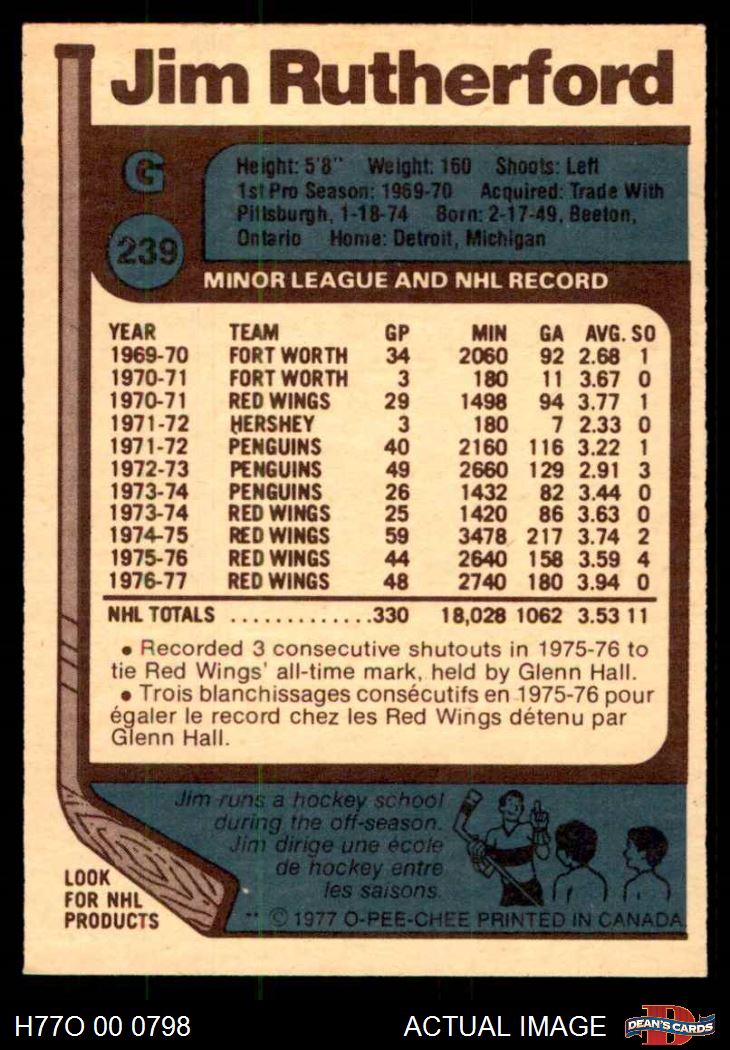 Jim Rutherford
G
239
Height: 5'8" Weight: 160 Shoots: Left
1st Pro Season: 1969-70 Acquired: Trade With
Pittsburgh, 1-18-74 Born: 2-17-49, Beeton,
Ontario Home: Detroit, Michigan
MINOR LEAGUE AND NHL RECORD
YEAR TEAM GP MIN GA AVG. SO
1969-70 FORT WORTH 34 2060 92 2.68 1
1970-71 FORT WORTH 3 180 11 3.67 0
1970-71 RED WINGS 29 1498 94 3.77 1
1971-72 HERSHEY 3 180 7 2.33 0
1971-72 PENGUINS 40 2160 116 3.22 1
1972-73 PENGUINS 49 2660 129 2.91 3
1973-74 PENGUINS 26 1432 82 3.44 0
1973-74 RED WINGS 25 1420 86 3.63 0
1974-75 RED WINGS 59 3478 217 3.74 2
1975-76 RED WINGS 44 2640 158 3.59 4
1976-77 RED WINGS 48 2740 180 3.94 0
NHL TOTALS .............330 18,028 1062 3.53 11
• Recorded 3 consecutive shutouts in 1975-76 to
tie Red Wings' all-time mark, held by Glenn Hall.
• Trois blanchissages consécutifs en 1975-76 pour
égaler le record chez les Red Wings détenu par
Glenn Hall.
Jim runs a hockey school
during the off-season.
Jim dirige une école
de hockey entre
les saisons.
LOOK
FOR NHL
PRODUCTS
** © 1977 O-PEE-CHEE PRINTED IN CANADA
H77O 00 0798 ACTUAL IMAGE
D
DEAN'S CARDS